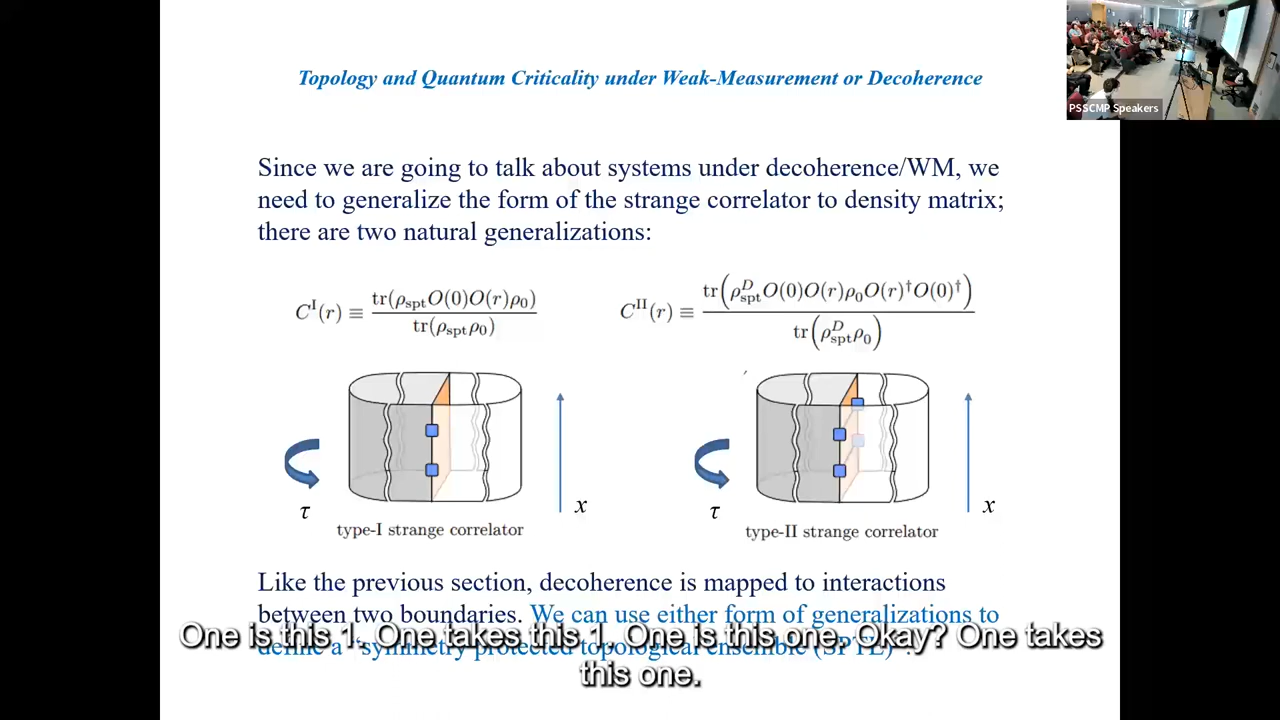 PSSCMP Speakers
Topology and Quantum Criticality under Weak-Measurement or Decoherence
Since we are going to talk about systems under decoherence/WM, we
need to generalize the form of the strange correlator to density matrix;
there are two natural generalizations:
C^I(r) ≡ tr(ρ_spt O(0)O(r)ρ_0) / tr(ρ_spt ρ_0)
C^II(r) ≡ tr(ρ^D_spt O(0)O(r)ρ_0 O(r)^† O(0)^†) / tr(ρ^D_spt ρ_0)
τ
x
type-I strange correlator
τ
x
type-II strange correlator
Like the previous section, decoherence is mapped to interactions
between two boundaries. We can use either form of generalizations to
define a "symmetry protected topological ensemble (SPTE)".
One is this 1. One takes this 1. One is this one. Okay? One takes
this one.